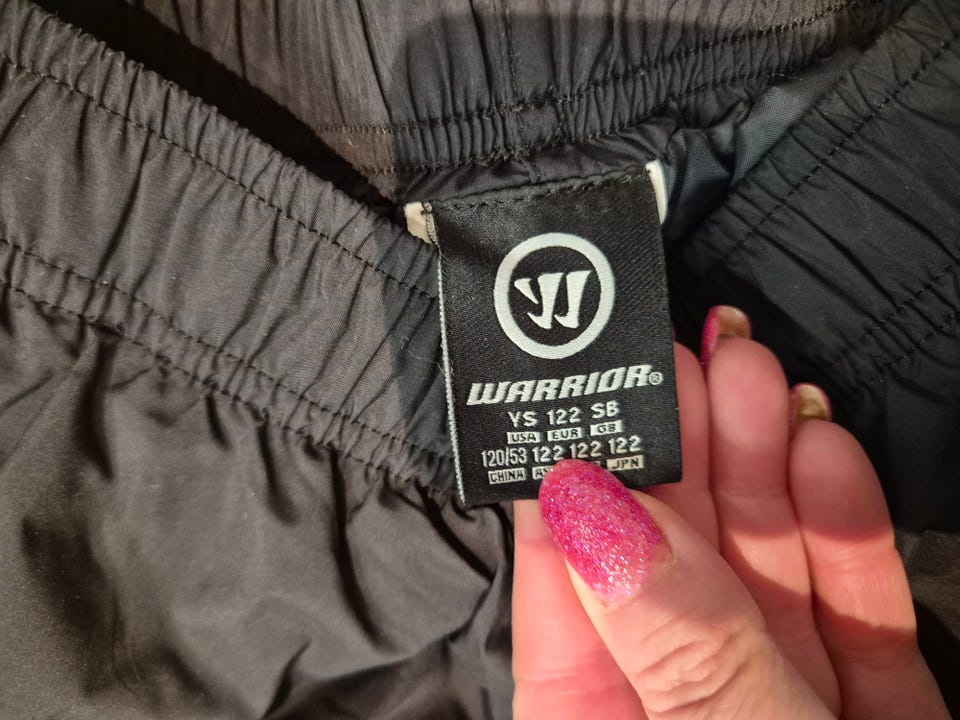 WARRIOR®
YS 122 SB
USA EUR GB
120/53 122 122 122
CHINA JPN